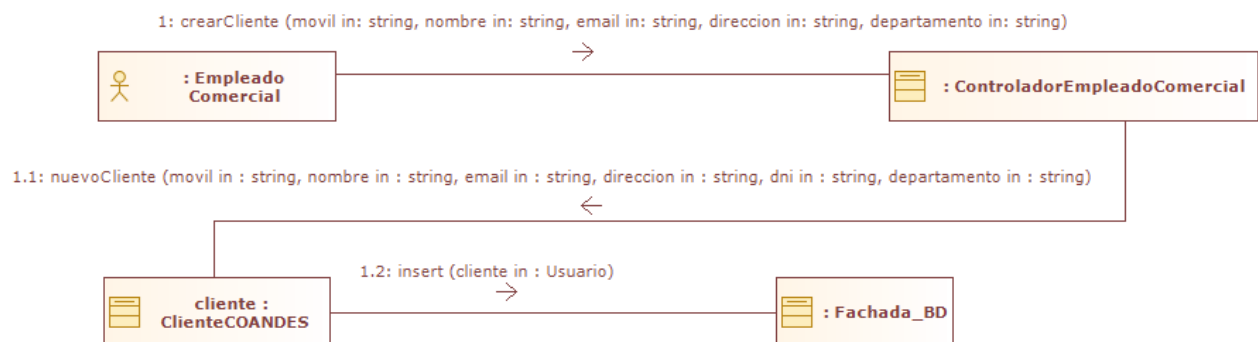 1: crearCliente (movil in: string, nombre in: string, email in: string, direccion in: string, departamento in: string)
: Empleado
Comercial
: ControladorEmpleadoComercial
1.1: nuevoCliente (movil in : string, nombre in : string, email in : string, direccion in : string, dni in : string, departamento in : string)
1.2: insert (cliente in : Usuario)
cliente :
ClienteCOANDES
: Fachada_BD